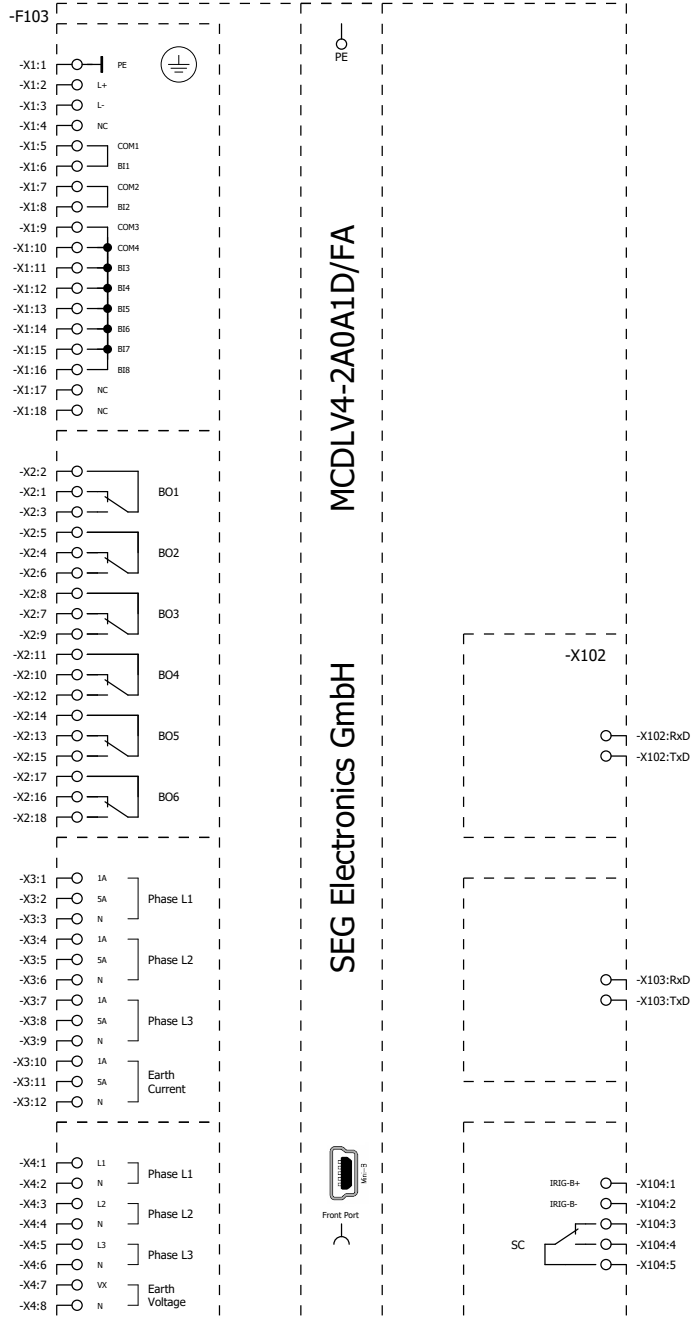 -F103
PE
-X1:1 PE
-X1:2 L+
-X1:3 L-
-X1:4 NC
-X1:5 COM1
-X1:6 BI1
-X1:7 COM2
-X1:8 BI2
-X1:9 COM3
-X1:10 COM4
-X1:11 BI3
-X1:12 BI4
-X1:13 BI5
-X1:14 BI6
-X1:15 BI7
-X1:16 BI8
-X1:17 NC
-X1:18 NC
-X2:2
-X2:1 BO1
-X2:3
-X2:5
-X2:4 BO2
-X2:6
-X2:8
-X2:7 BO3
-X2:9
-X2:11
-X2:10 BO4
-X2:12
-X2:14
-X2:13 BO5
-X2:15
-X2:17
-X2:16 BO6
-X2:18
-X3:1 1A
-X3:2 5A Phase L1
-X3:3 N
-X3:4 1A
-X3:5 5A Phase L2
-X3:6 N
-X3:7 1A
-X3:8 5A Phase L3
-X3:9 N
-X3:10 1A
-X3:11 5A Earth Current
-X3:12 N
-X4:1 L1
Phase L1
-X4:2 N
-X4:3 L2
Phase L2
-X4:4 N
-X4:5 L3
Phase L3
-X4:6 N
-X4:7 VX
Earth Voltage
-X4:8 N
MCDLV4-2A0A1D/FA
SEG Electronics GmbH
Mini-B
Front Port
-X102
-X102:RxD
-X102:TxD
-X103:RxD
-X103:TxD
IRIG-B+ -X104:1
IRIG-B- -X104:2
-X104:3
SC -X104:4
-X104:5